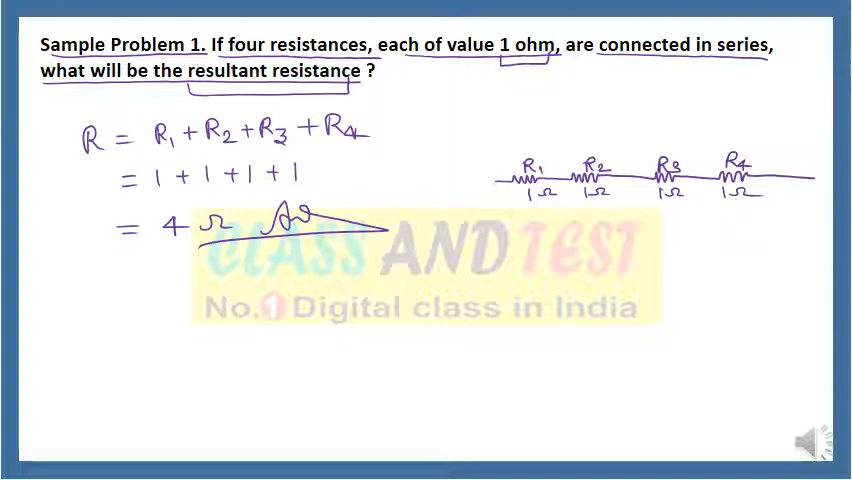 Sample Problem 1. If four resistances, each of value 1 ohm, are connected in series,
what will be the resultant resistance ?
R = R1 + R2 + R3 + R4
= 1 + 1 + 1 + 1
= 4 Ω
R1 R2 R3 R4
1Ω 1Ω 1Ω 1Ω
CLASS AND TEST
No.1 Digital class in India